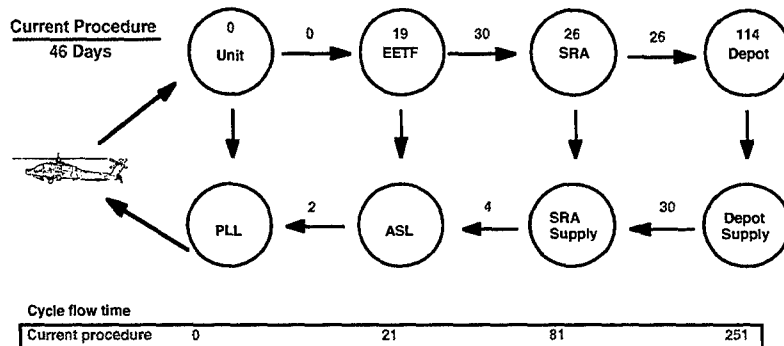 Current Procedure
46 Days
0
Unit
0
19
EETF
30
26
SRA
26
114
Depot
PLL
2
ASL
4
SRA
Supply
30
Depot
Supply
Cycle flow time
Current procedure 0 21 81 251